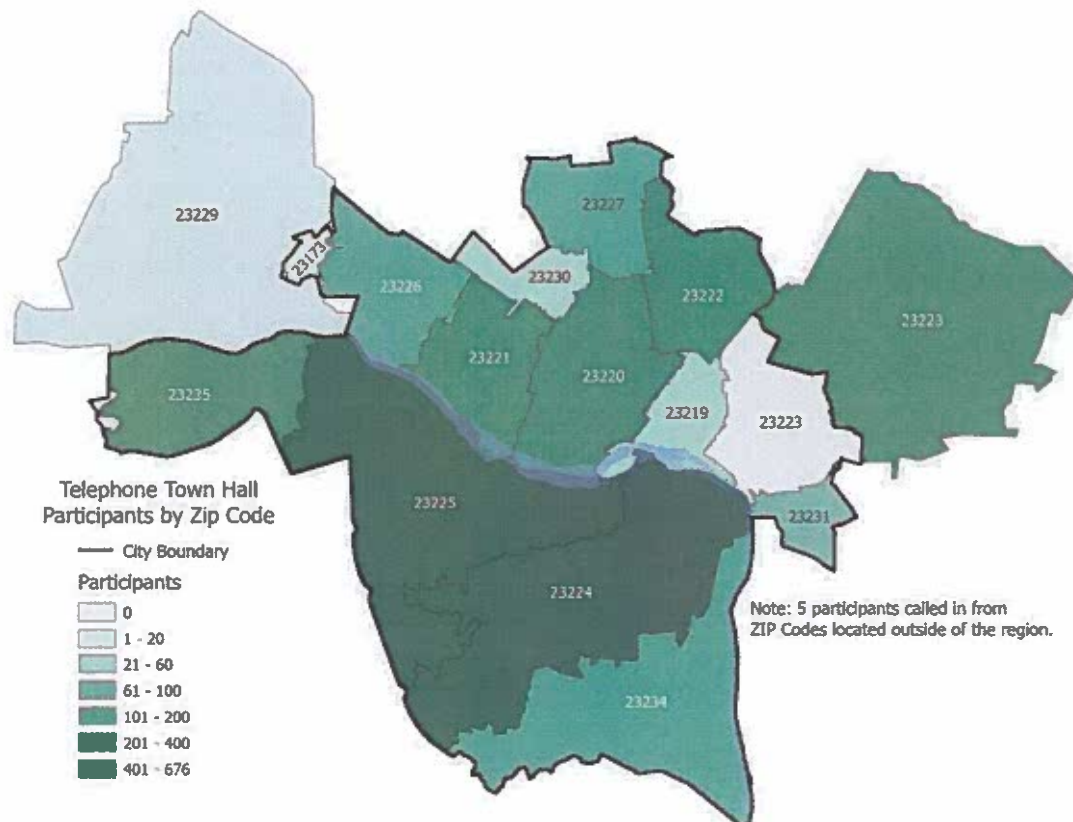 23229
23227
23173
23230
23226
23222
23223
23221
23220
23235
23219
23223
Telephone Town Hall
Participants by Zip Code
City Boundary
Participants
0
1 - 20
21 - 60
61 - 100
101 - 200
201 - 400
401 - 676
23225
23231
23224
Note: 5 participants called in from
ZIP Codes located outside of the region.
23234